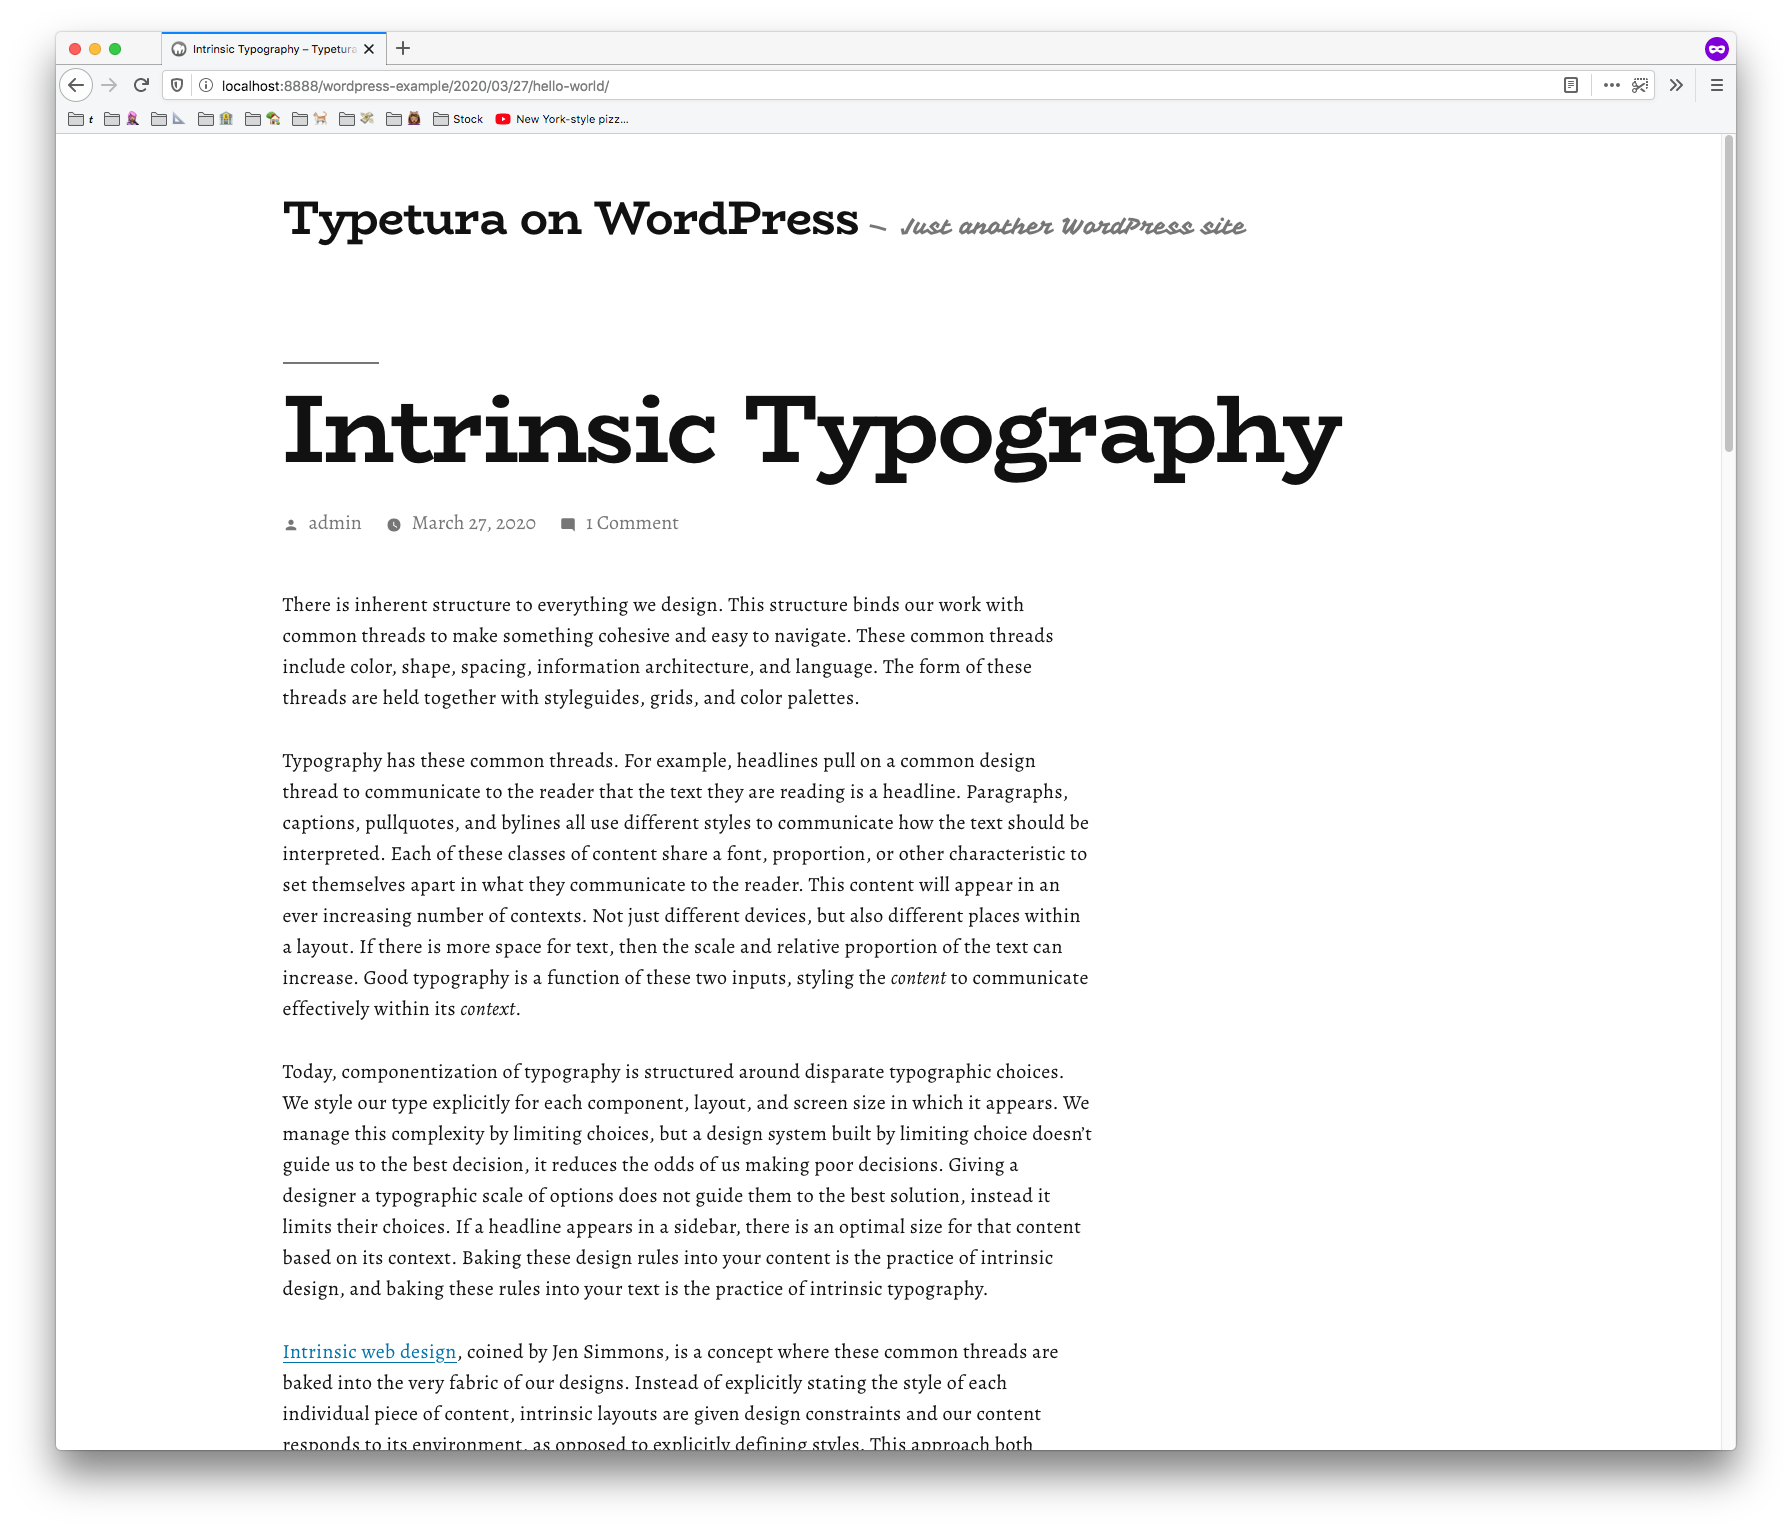 Intrinsic Typography – Typetura
localhost:8888/wordpress-example/2020/03/27/hello-world/
t
Stock
New York-style pizz...
Typetura on WordPress – Just another WordPress site
Intrinsic Typography
admin March 27, 2020 1 Comment
There is inherent structure to everything we design. This structure binds our work with
common threads to make something cohesive and easy to navigate. These common threads
include color, shape, spacing, information architecture, and language. The form of these
threads are held together with styleguides, grids, and color palettes.
Typography has these common threads. For example, headlines pull on a common design
thread to communicate to the reader that the text they are reading is a headline. Paragraphs,
captions, pullquotes, and bylines all use different styles to communicate how the text should be
interpreted. Each of these classes of content share a font, proportion, or other characteristic to
set themselves apart in what they communicate to the reader. This content will appear in an
ever increasing number of contexts. Not just different devices, but also different places within
a layout. If there is more space for text, then the scale and relative proportion of the text can
increase. Good typography is a function of these two inputs, styling the content to communicate
effectively within its context.
Today, componentization of typography is structured around disparate typographic choices.
We style our type explicitly for each component, layout, and screen size in which it appears. We
manage this complexity by limiting choices, but a design system built by limiting choice doesn’t
guide us to the best decision, it reduces the odds of us making poor decisions. Giving a
designer a typographic scale of options does not guide them to the best solution, instead it
limits their choices. If a headline appears in a sidebar, there is an optimal size for that content
based on its context. Baking these design rules into your content is the practice of intrinsic
design, and baking these rules into your text is the practice of intrinsic typography.
Intrinsic web design, coined by Jen Simmons, is a concept where these common threads are
baked into the very fabric of our designs. Instead of explicitly stating the style of each
individual piece of content, intrinsic layouts are given design constraints and our content
responds to its environment, as opposed to explicitly defining styles. This approach both